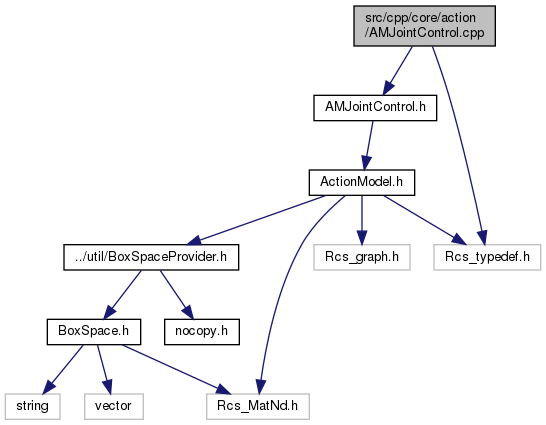 src/cpp/core/action
/AMJointControl.cpp
AMJointControl.h
ActionModel.h
../util/BoxSpaceProvider.h
Rcs_graph.h
Rcs_typedef.h
BoxSpace.h
nocopy.h
string
vector
Rcs_MatNd.h